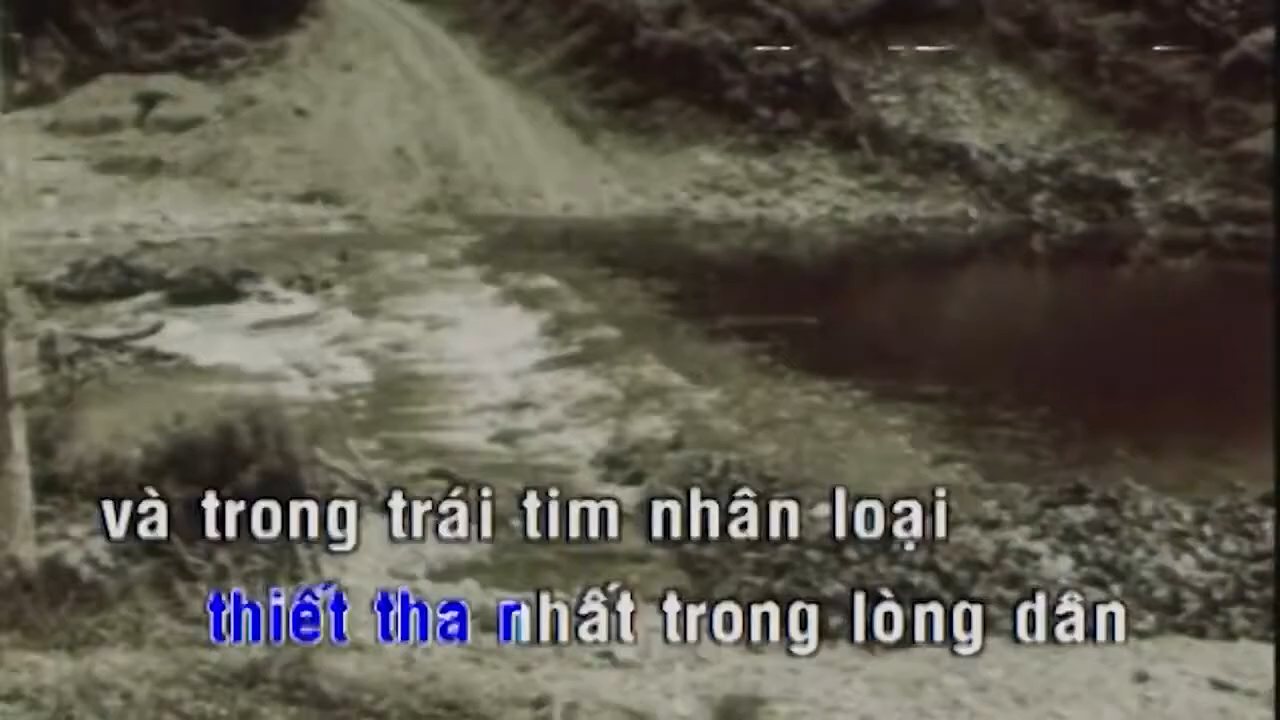 và trong trái tim nhân loại
thiết tha nhất trong lòng dân